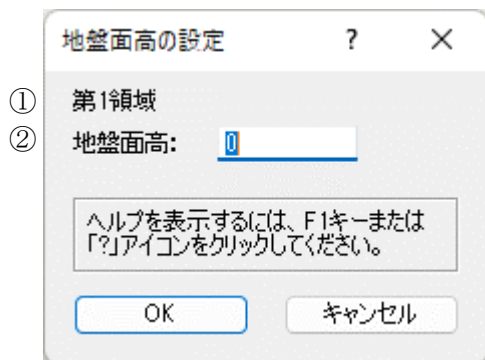 地盤面高の設定 ? ×
① 第1領域
② 地盤面高: 0
ヘルプを表示するには、F1キーまたは
「?」アイコンをクリックしてください。
OK キャンセル